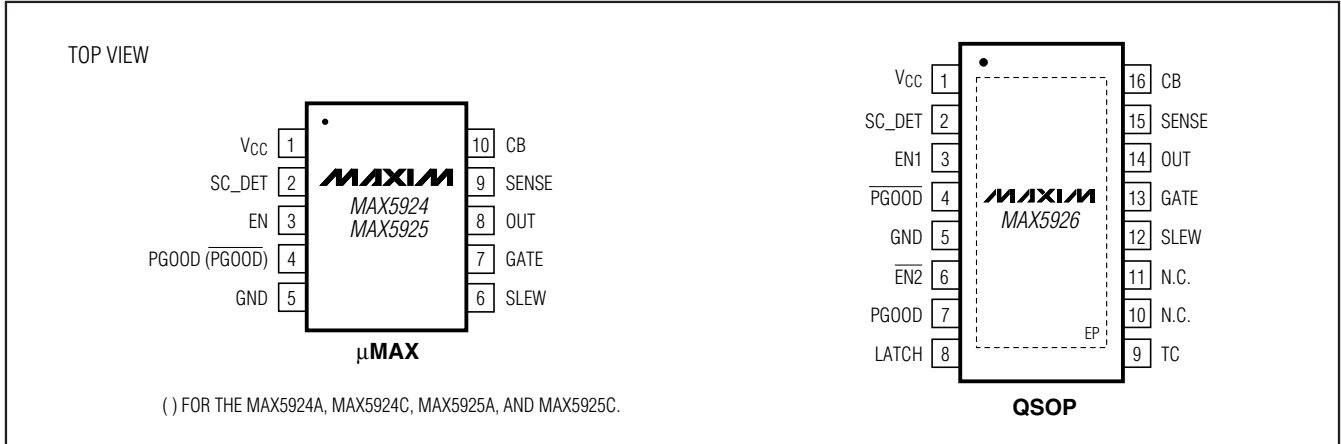 TOP VIEW
VCC 1
SC_DET 2
EN 3
PGOOD (PGOOD) 4
GND 5
10 CB
9 SENSE
8 OUT
7 GATE
6 SLEW
MAXIM
MAX5924
MAX5925
µMAX
( ) FOR THE MAX5924A, MAX5924C, MAX5925A, AND MAX5925C.
VCC 1
SC_DET 2
EN1 3
PGOOD 4
GND 5
EN2 6
PGOOD 7
LATCH 8
16 CB
15 SENSE
14 OUT
13 GATE
12 SLEW
11 N.C.
10 N.C.
9 TC
MAXIM
MAX5926
EP
QSOP